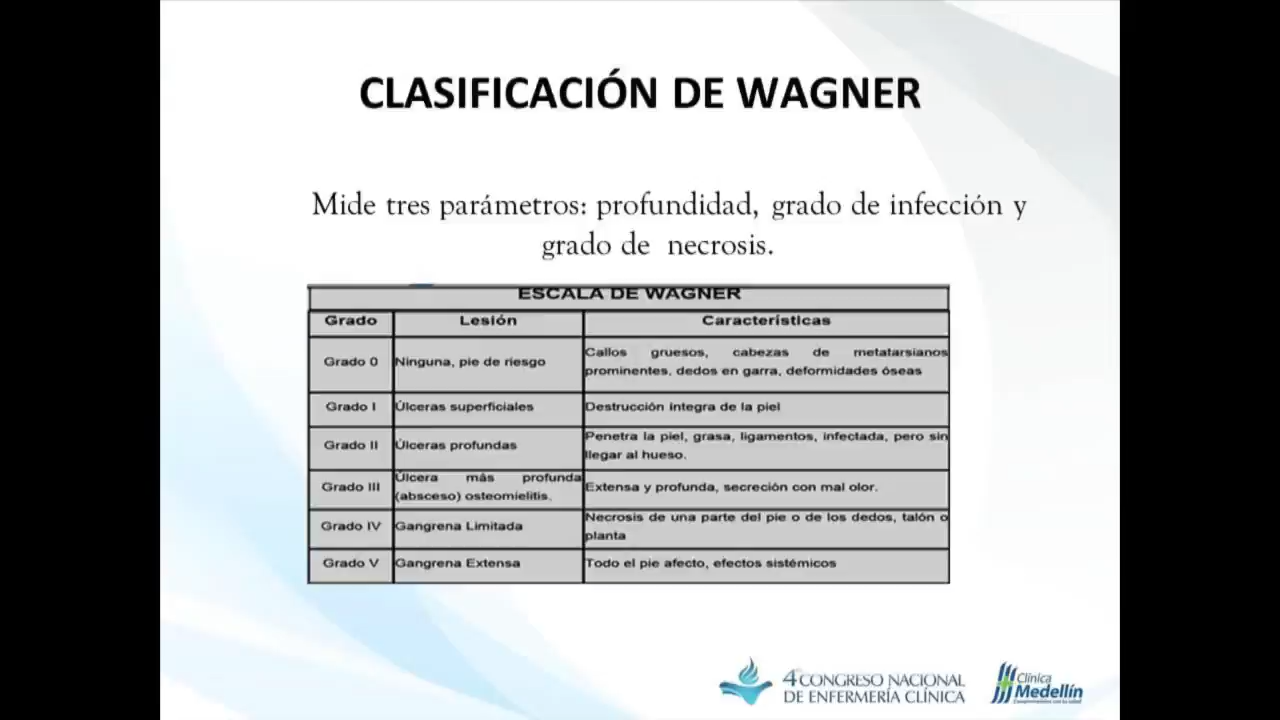 CLASIFICACIÓN DE WAGNER
Mide tres parámetros: profundidad, grado de infección y
grado de necrosis.
ESCALA DE WAGNER
Grado Lesión Características
Grado 0 Ninguna, pie de riesgo Callos gruesos, cabezas de metatarsianos
prominentes, dedos en garra, deformidades óseas
Grado I Úlceras superficiales Destrucción íntegra de la piel
Grado II Úlceras profundas Penetra la piel, grasa, ligamentos, infectada, pero sin
llegar al hueso.
Grado III Úlcera más profunda
(absceso) osteomielitis. Extensa y profunda, secreción con mal olor.
Grado IV Gangrena Limitada Necrosis de una parte del pie o de los dedos, talón o
planta
Grado V Gangrena Extensa Todo el pie afecto, efectos sistémicos
4º CONGRESO NACIONAL
DE ENFERMERÍA CLÍNICA
Clínica
Medellín
Comprometidos con tu salud